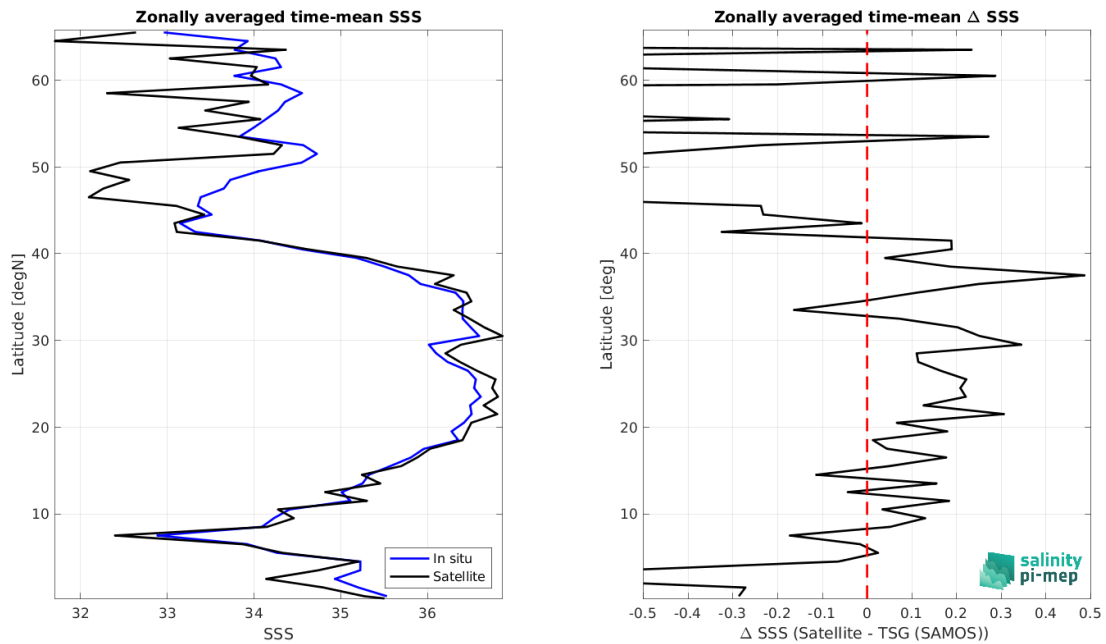 Zonally averaged time-mean SSS
Latitude [degN]
60
50
40
30
20
10
32
33
34
35
36
SSS
In situ
Satellite
Zonally averaged time-mean Δ SSS
Latitude [deg]
60
50
40
30
20
10
-0.5
-0.4
-0.3
-0.2
-0.1
0
0.1
0.2
0.3
0.4
0.5
Δ SSS (Satellite - TSG (SAMOS))
salinity
pi-mep